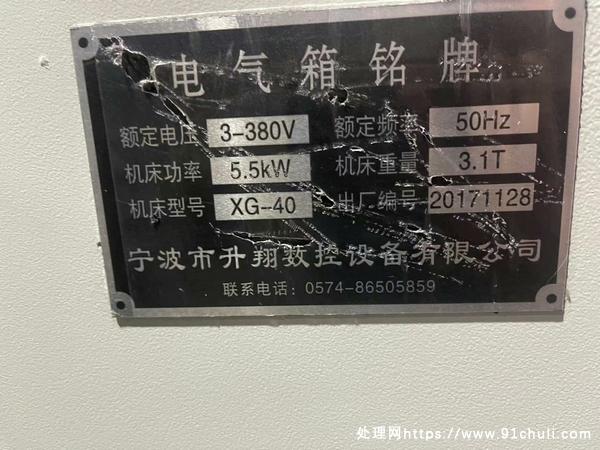 电气箱铭牌
额定电压 3-380V 额定频率 50Hz
机床功率 5.5kW 机床重量 3.1T
机床型号 XG-40 出厂编号 20171128
宁波市升翔数控设备有限公司
联系电话：0574-86505859
处理网https://www.91chuli.com